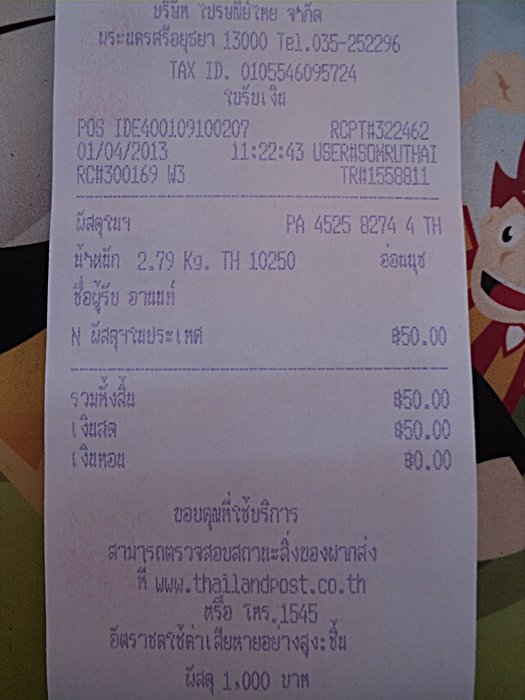 บริษัท ไปรษณีย์ไทย จำกัด
พระนครศรีอยุธยา 13000 Tel.035-252296
TAX ID. 0105546095724
ใบรับเงิน
POS IDE400109100207 RCPT#322462
01/04/2013 11:22:43 USER#SOMRUTHAI
RC#300169 W3 TR#1558811
พัสดุในฯ PA 4525 8274 4 TH
น้ำหนัก 2.79 Kg. TH 10250 อ่อนนุช
ชื่อผู้รับ อานนท์
N พัสดุฯในประเทศ ฿50.00
รวมทั้งสิ้น ฿50.00
เงินสด ฿50.00
เงินทอน ฿0.00
ขอบคุณที่ใช้บริการ
สามารถตรวจสอบสถานะสิ่งของฝากส่ง
ที่ www.thailandpost.co.th
หรือ โทร.1545
อัตราชดใช้ค่าเสียหายอย่างสูง:ชิ้น
พัสดุ 1,000 บาท